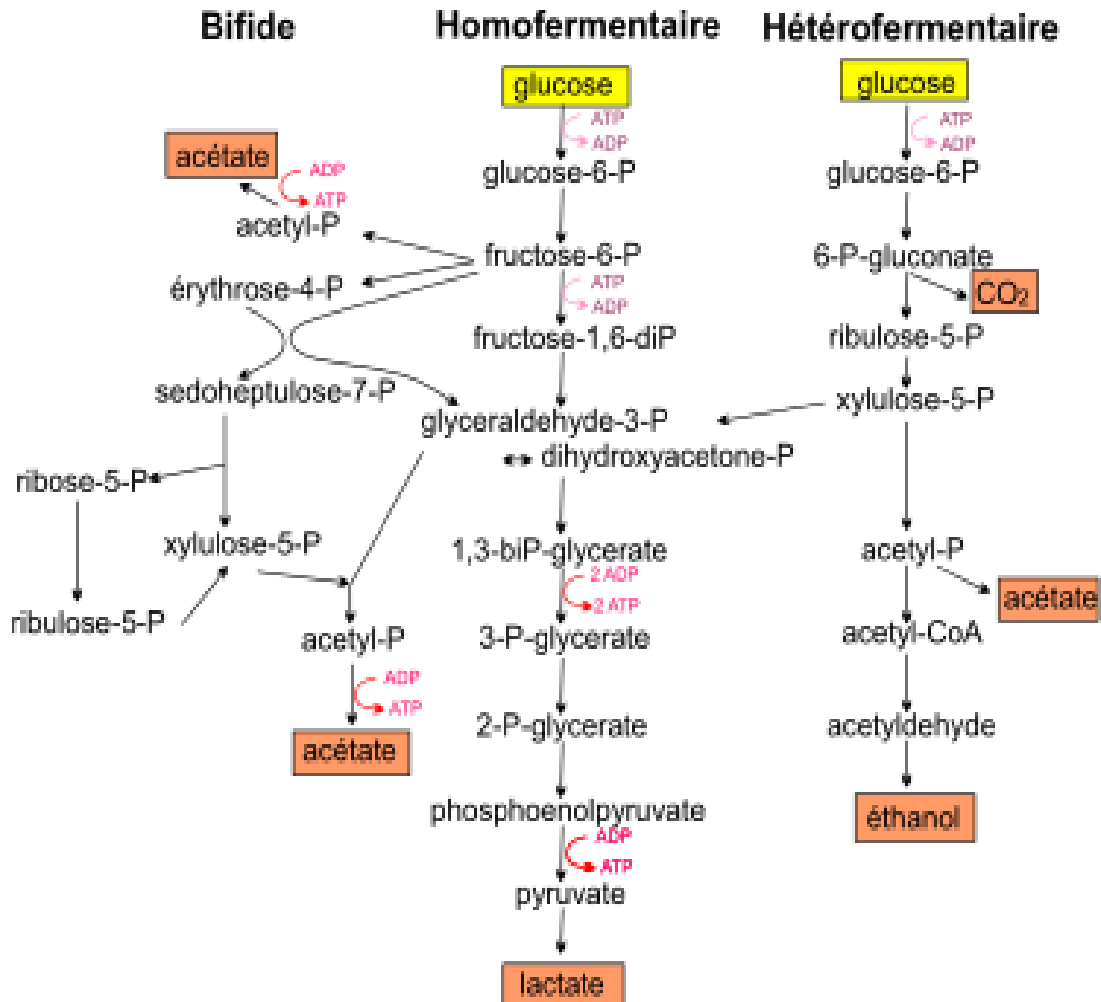 Bifide
Homofermentaire
Hétérofermentaire
glucose
glucose
ATP
ADP
ATP
ADP
acétate
ADP
ATP
glucose-6-P
glucose-6-P
acetyl-P
fructose-6-P
6-P-gluconate
érythrose-4-P
ATP
ADP
CO₂
fructose-1,6-diP
ribulose-5-P
sedoheptulose-7-P
xylulose-5-P
glyceraldehyde-3-P
dihydroxyacetone-P
ribose-5-P
xylulose-5-P
1,3-biP-glycerate
acetyl-P
2 ADP
2 ATP
acétate
ribulose-5-P
acetyl-P
3-P-glycerate
acetyl-CoA
ADP
ATP
2-P-glycerate
acetyldehyde
acétate
phosphoenolpyruvate
éthanol
ADP
ATP
pyruvate
lactate